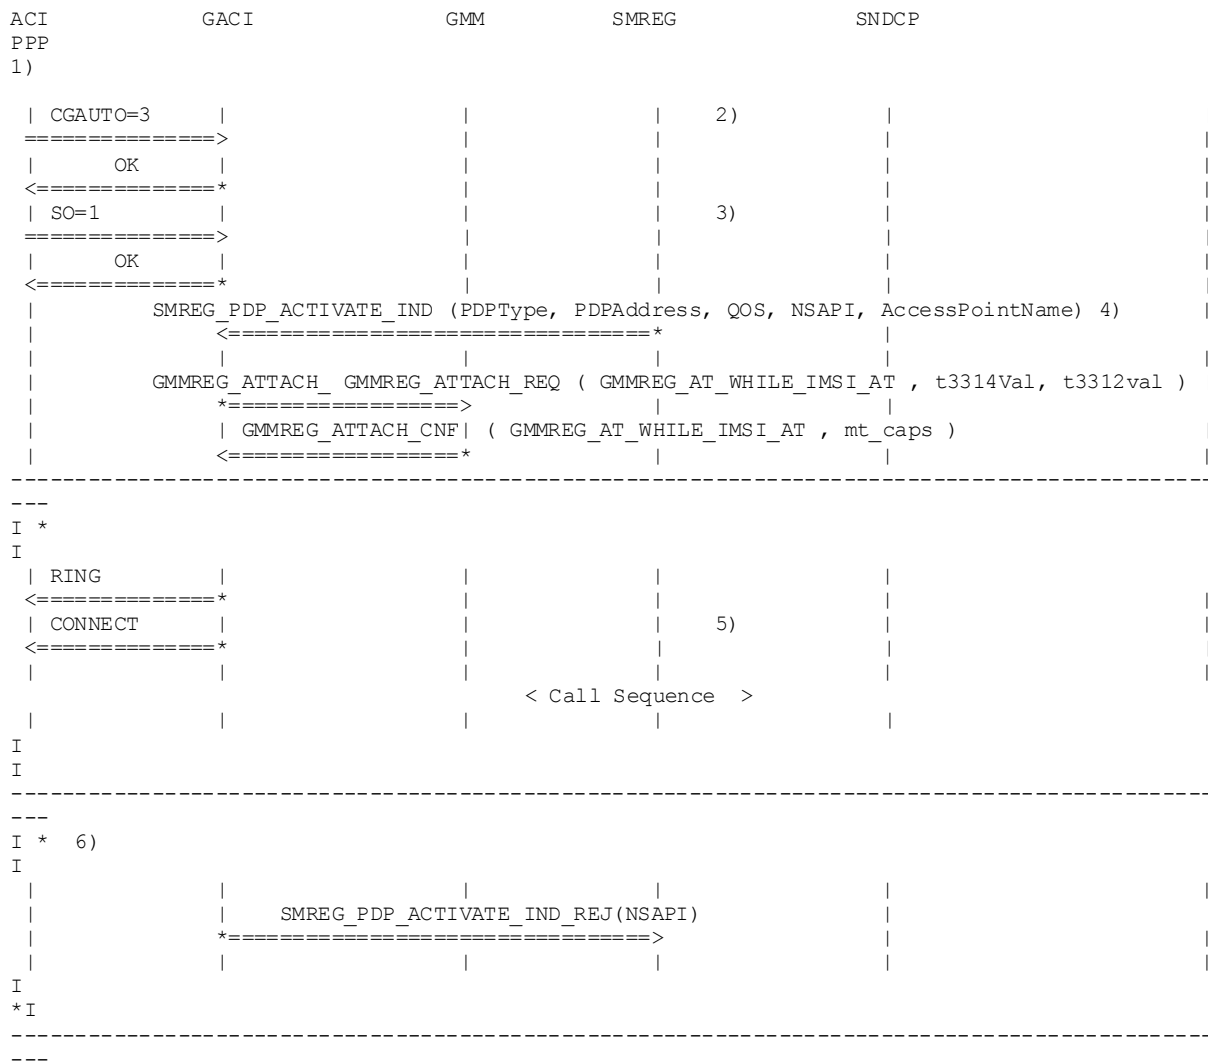 ACI GACI GMM SMREG SNDCP
PPP
1)
| CGAUTO=3 | | | 2) |
===============> | | | |
| OK | | | | |
<==============* | | | |
| SO=1 | | | 3) | |
===============> | | | |
| OK | | | | |
<==============* | | | |
| SMREG_PDP_ACTIVATE_IND (PDPType, PDPAddress, QOS, NSAPI, AccessPointName) 4) |
| <=================================* |
| | | | | |
| GMMREG_ATTACH_ GMMREG_ATTACH_REQ ( GMMREG_AT_WHILE_IMSI_AT , t3314Val, t3312val )
| *==================> | |
| | GMMREG_ATTACH_CNF| ( GMMREG_AT_WHILE_IMSI_AT , mt_caps ) |
| <==================* | | |
----------------------------------------------------------------------------------------------
---
I *
I
| RING | | | |
<==============* | | | |
| CONNECT | | | 5) | |
<==============* | | | |
| | | | | |
< Call Sequence >
| | | | |
I
I
----------------------------------------------------------------------------------------------
---
I * 6)
I
| | | | | |
| | SMREG_PDP_ACTIVATE_IND_REJ(NSAPI) |
| *=================================> | |
| | | | | |
I
*I
----------------------------------------------------------------------------------------------
---